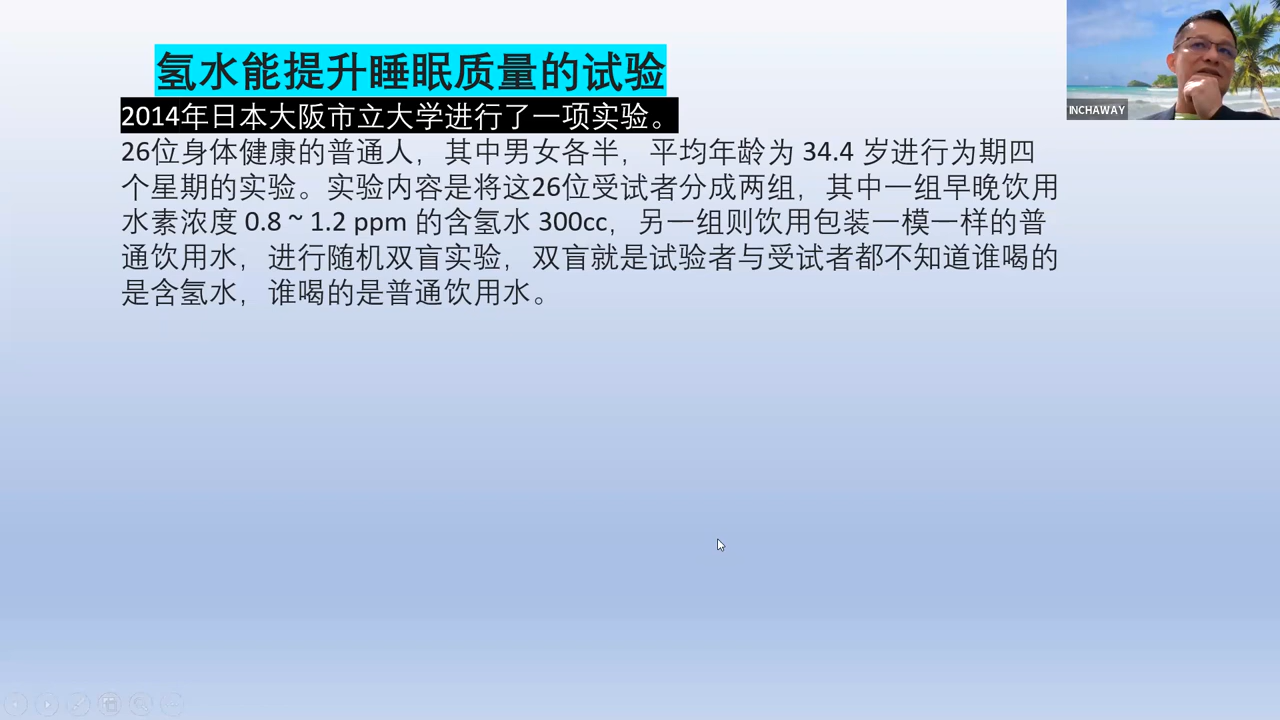 氢水能提升睡眠质量的试验
2014年日本大阪市立大学进行了一项实验。
26位身体健康的普通人，其中男女各半，平均年龄为 34.4 岁进行为期四
个星期的实验。实验内容是将这26位受试者分成两组，其中一组早晚饮用
水素浓度 0.8 ~ 1.2 ppm 的含氢水 300cc，另一组则饮用包装一模一样的普
通饮用水，进行随机双盲实验，双盲就是试验者与受试者都不知道谁喝的
是含氢水，谁喝的是普通饮用水。
INCHAWAY